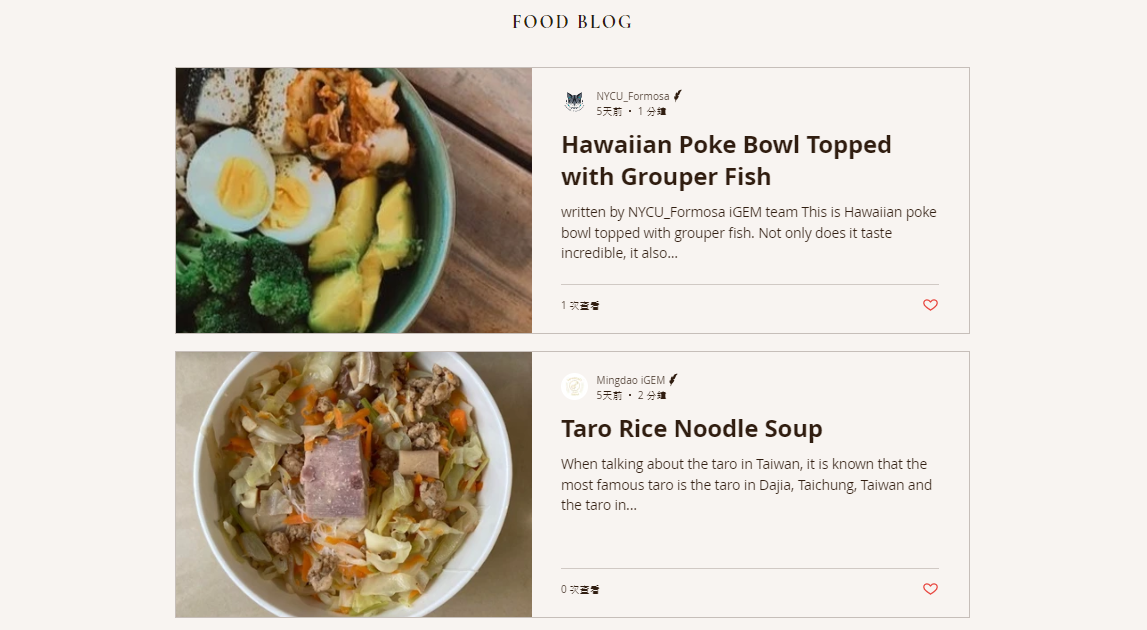 FOOD BLOG
NYCU_Formosa
5天前 · 1 分鐘
Hawaiian Poke Bowl Topped
with Grouper Fish
written by NYCU_Formosa iGEM team This is Hawaiian poke
bowl topped with grouper fish. Not only does it taste
incredible, it also...
1 次查看
Mingdao iGEM
5天前 · 2 分鐘
Taro Rice Noodle Soup
When talking about the taro in Taiwan, it is known that the
most famous taro is the taro in Dajia, Taichung, Taiwan and
the taro in...
0 次查看